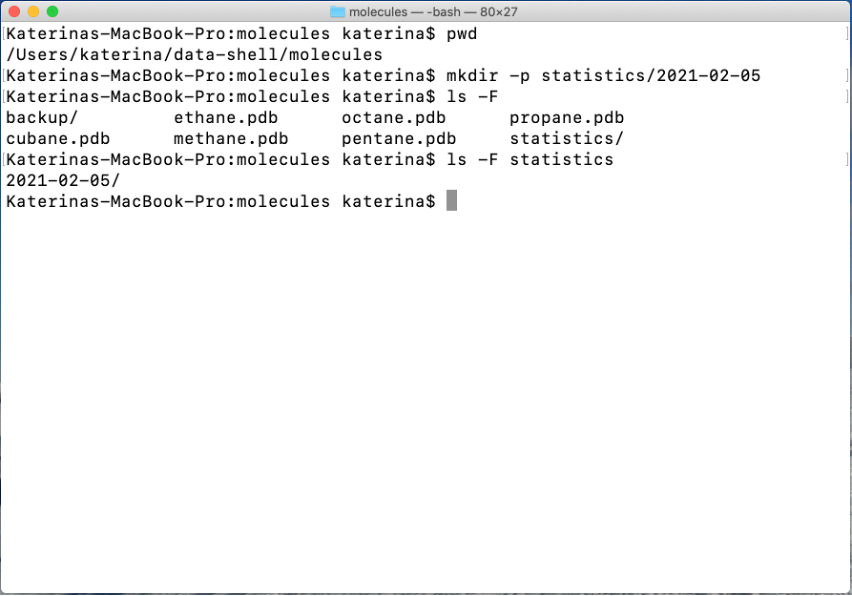 molecules — -bash — 80×27
Katerinas-MacBook-Pro:molecules katerina$ pwd
/Users/katerina/data-shell/molecules
Katerinas-MacBook-Pro:molecules katerina$ mkdir -p statistics/2021-02-05
Katerinas-MacBook-Pro:molecules katerina$ ls -F
backup/         ethane.pdb      octane.pdb      propane.pdb
cubane.pdb      methane.pdb     pentane.pdb     statistics/
Katerinas-MacBook-Pro:molecules katerina$ ls -F statistics
2021-02-05/
Katerinas-MacBook-Pro:molecules katerina$